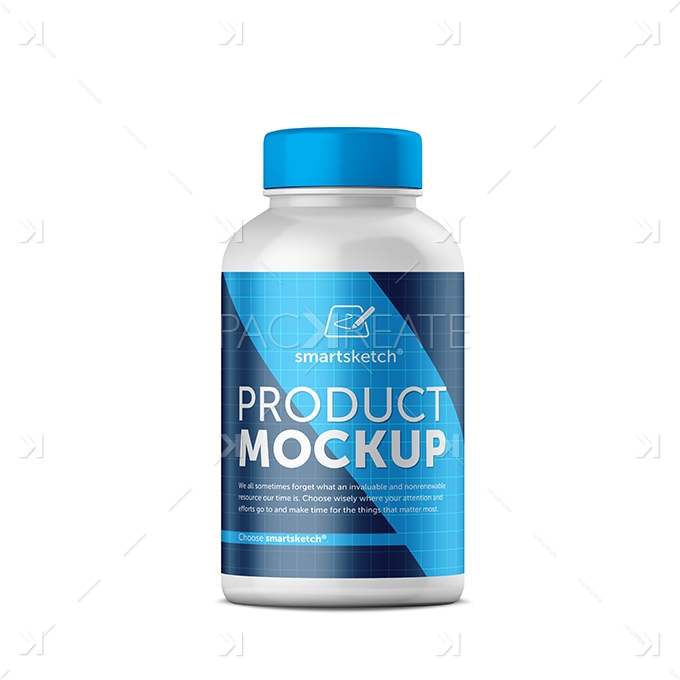 PACKREATE
smartsketch®
PRODUCT
MOCKUP
We all sometimes forget what an invaluable and nonrenewable
resource our time is. Choose wisely where your attention and
efforts go to and make time for the things that matter most.
Choose smartsketch®.